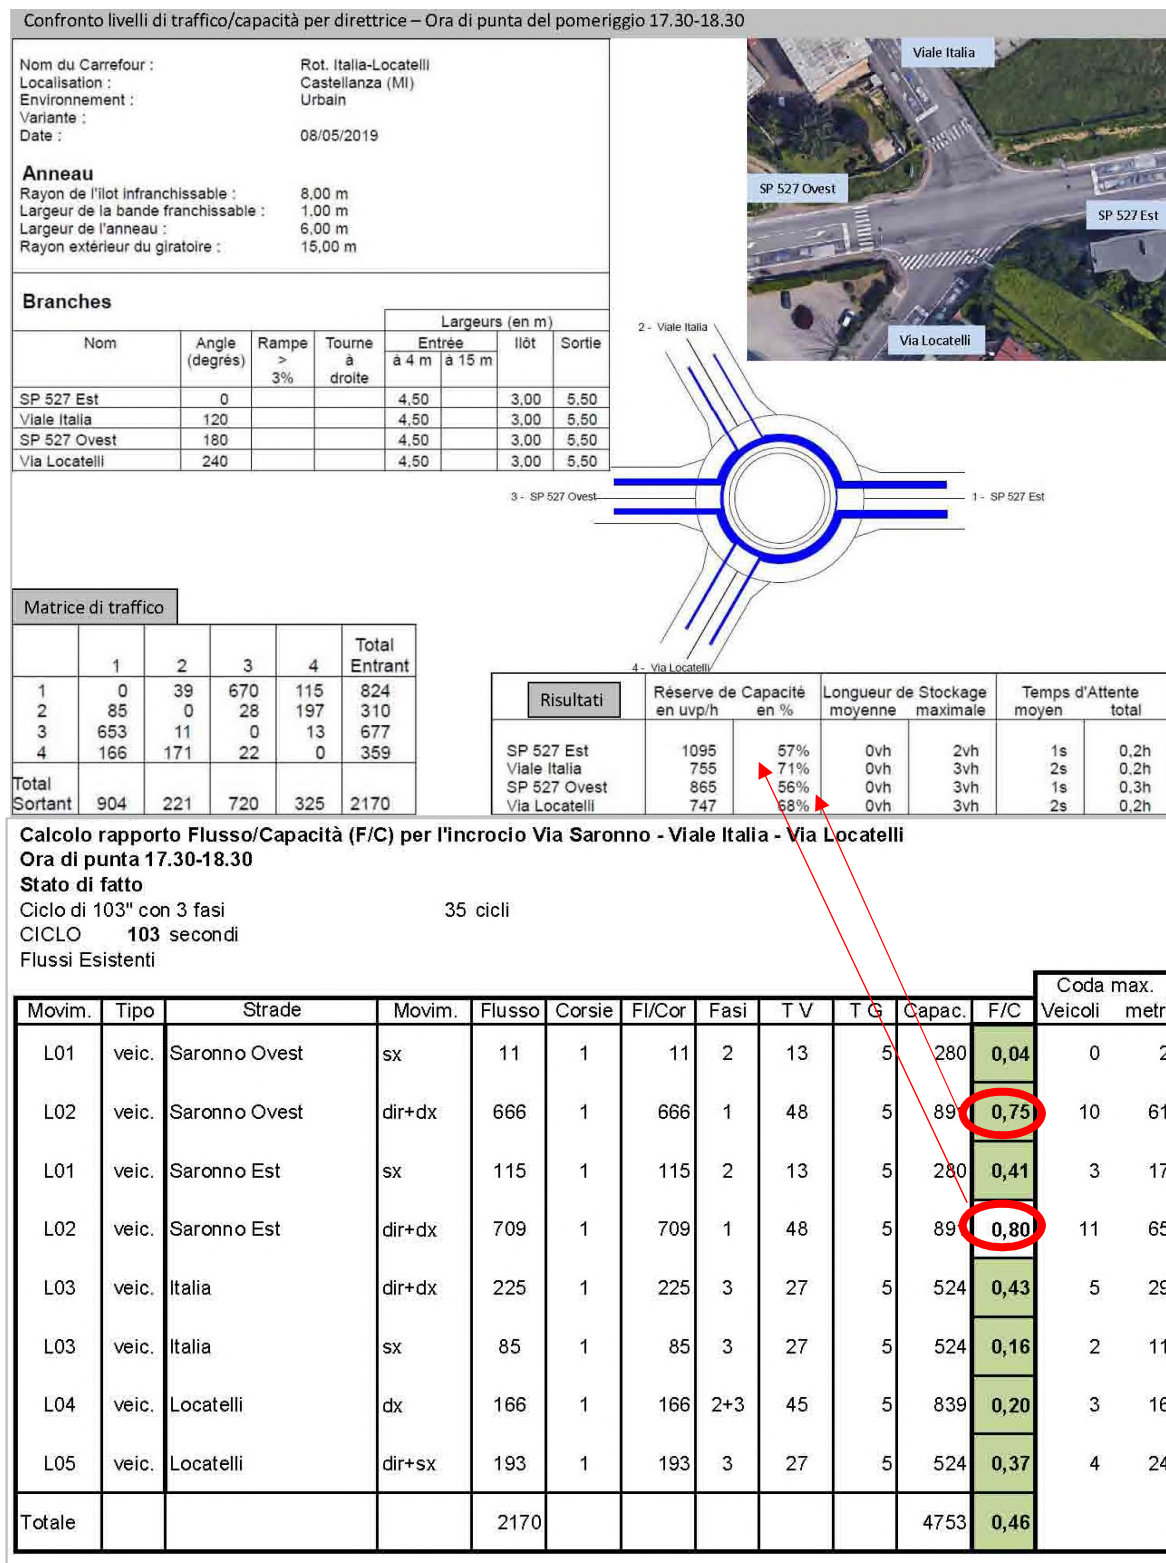 Confronto livelli di traffico/capacità per direttrice – Ora di punta del pomeriggio 17.30-18.30
Nom du Carrefour : Rot. Italia-Locatelli
Localisation : Castellanza (MI)
Environnement : Urbain
Variante :
Date : 08/05/2019
Anneau
Rayon de l'îlot infranchissable : 8,00 m
Largeur de la bande franchissable : 1,00 m
Largeur de l'anneau : 6,00 m
Rayon extérieur du giratoire : 15,00 m
Viale Italia
SP 527 Ovest
SP 527 Est
Via Locatelli
Branches
Largeurs (en m)
Nom Angle Rampe Tourne Entrée Ilôt Sortie
(degrés) > à à 4 m à 15 m
3% droite
SP 527 Est 0 4,50 3,00 5,50
Viale Italia 120 4,50 3,00 5,50
SP 527 Ovest 180 4,50 3,00 5,50
Via Locatelli 240 4,50 3,00 5,50
2 - Viale Italia
3 - SP 527 Ovest
1 - SP 527 Est
4 - Via Locatelli
Matrice di traffico
Total
1 2 3 4 Entrant
1 0 39 670 115 824
2 85 0 28 197 310
3 653 11 0 13 677
4 166 171 22 0 359
Total
Sortant 904 221 720 325 2170
Risultati
Réserve de Capacité Longueur de Stockage Temps d'Attente
en uvp/h en % moyenne maximale moyen total
SP 527 Est 1095 57% 0vh 2vh 1s 0,2h
Viale Italia 755 71% 0vh 3vh 2s 0,2h
SP 527 Ovest 865 56% 0vh 3vh 1s 0,3h
Via Locatelli 747 68% 0vh 3vh 2s 0,2h
Calcolo rapporto Flusso/Capacità (F/C) per l'incrocio Via Saronno - Viale Italia - Via Locatelli
Ora di punta 17.30-18.30
Stato di fatto
Ciclo di 103" con 3 fasi 35 cicli
CICLO 103 secondi
Flussi Esistenti
Coda max.
Movim. Tipo Strade Movim. Flusso Corsie Fl/Cor Fasi T V T G Capac. F/C Veicoli metr
L01 veic. Saronno Ovest sx 11 1 11 2 13 5 280 0,04 0 2
L02 veic. Saronno Ovest dir+dx 666 1 666 1 48 5 891 0,75 10 61
L01 veic. Saronno Est sx 115 1 115 2 13 5 280 0,41 3 17
L02 veic. Saronno Est dir+dx 709 1 709 1 48 5 891 0,80 11 65
L03 veic. Italia dir+dx 225 1 225 3 27 5 524 0,43 5 29
L03 veic. Italia sx 85 1 85 3 27 5 524 0,16 2 11
L04 veic. Locatelli dx 166 1 166 2+3 45 5 839 0,20 3 16
L05 veic. Locatelli dir+sx 193 1 193 3 27 5 524 0,37 4 24
Totale 2170 4753 0,46